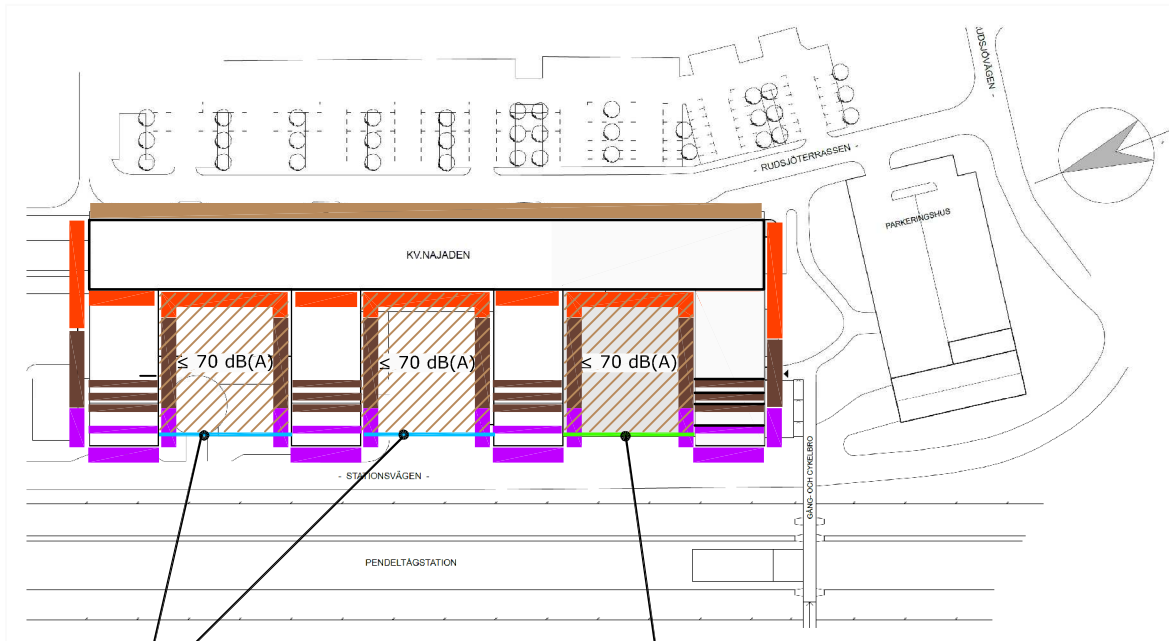 RUDSJÖVÄGEN -
- RUDSJÖTERRASSEN -
PARKERINGSHUS
KV.NAJADEN
≤ 70 dB(A)
≤ 70 dB(A)
≤ 70 dB(A)
- STATIONSVÄGEN -
GÅNG- OCH CYKELBRO
PENDELTÅGSTATION